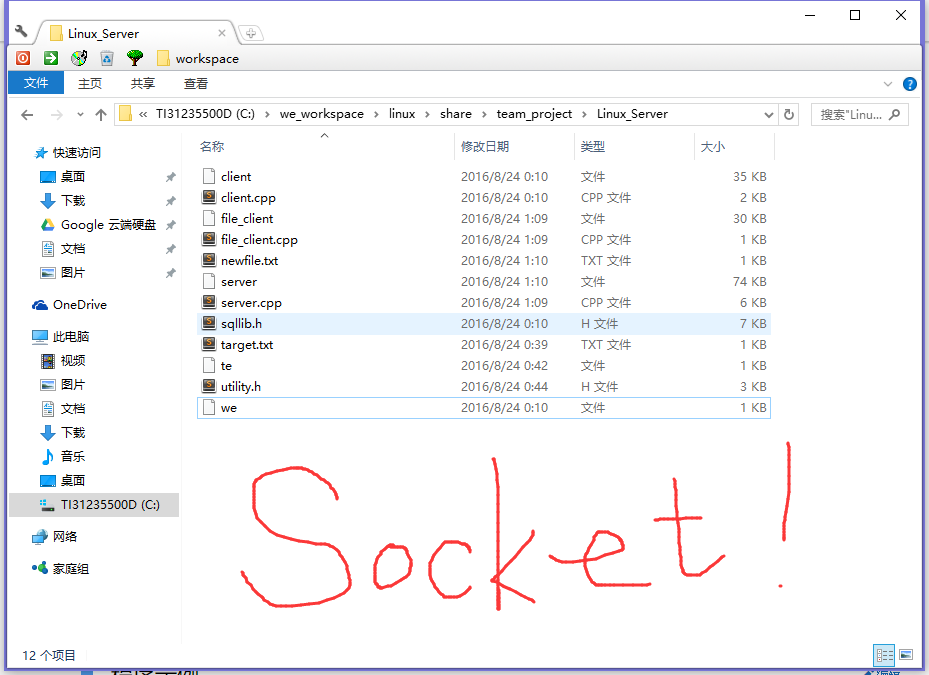 Linux_Server
workspace
文件 主页 共享 查看
« TI31235500D (C:) › we_workspace › linux › share › team_project › Linux_Server
搜索"Linu...
名称 修改日期 类型 大小
快速访问
桌面
下载
Google 云端硬盘
文档
图片
OneDrive
此电脑
视频
图片
文档
下载
音乐
桌面
TI31235500D (C:)
网络
家庭组
client 2016/8/24 0:10 文件 35 KB
client.cpp 2016/8/24 0:10 CPP 文件 2 KB
file_client 2016/8/24 1:09 文件 30 KB
file_client.cpp 2016/8/24 1:09 CPP 文件 1 KB
newfile.txt 2016/8/24 1:10 TXT 文件 1 KB
server 2016/8/24 1:10 文件 74 KB
server.cpp 2016/8/24 1:09 CPP 文件 6 KB
sqllib.h 2016/8/24 0:10 H 文件 7 KB
target.txt 2016/8/24 0:39 TXT 文件 1 KB
te 2016/8/24 0:42 文件 1 KB
utility.h 2016/8/24 0:44 H 文件 3 KB
we 2016/8/24 0:10 文件 1 KB
Socket!
12 个项目